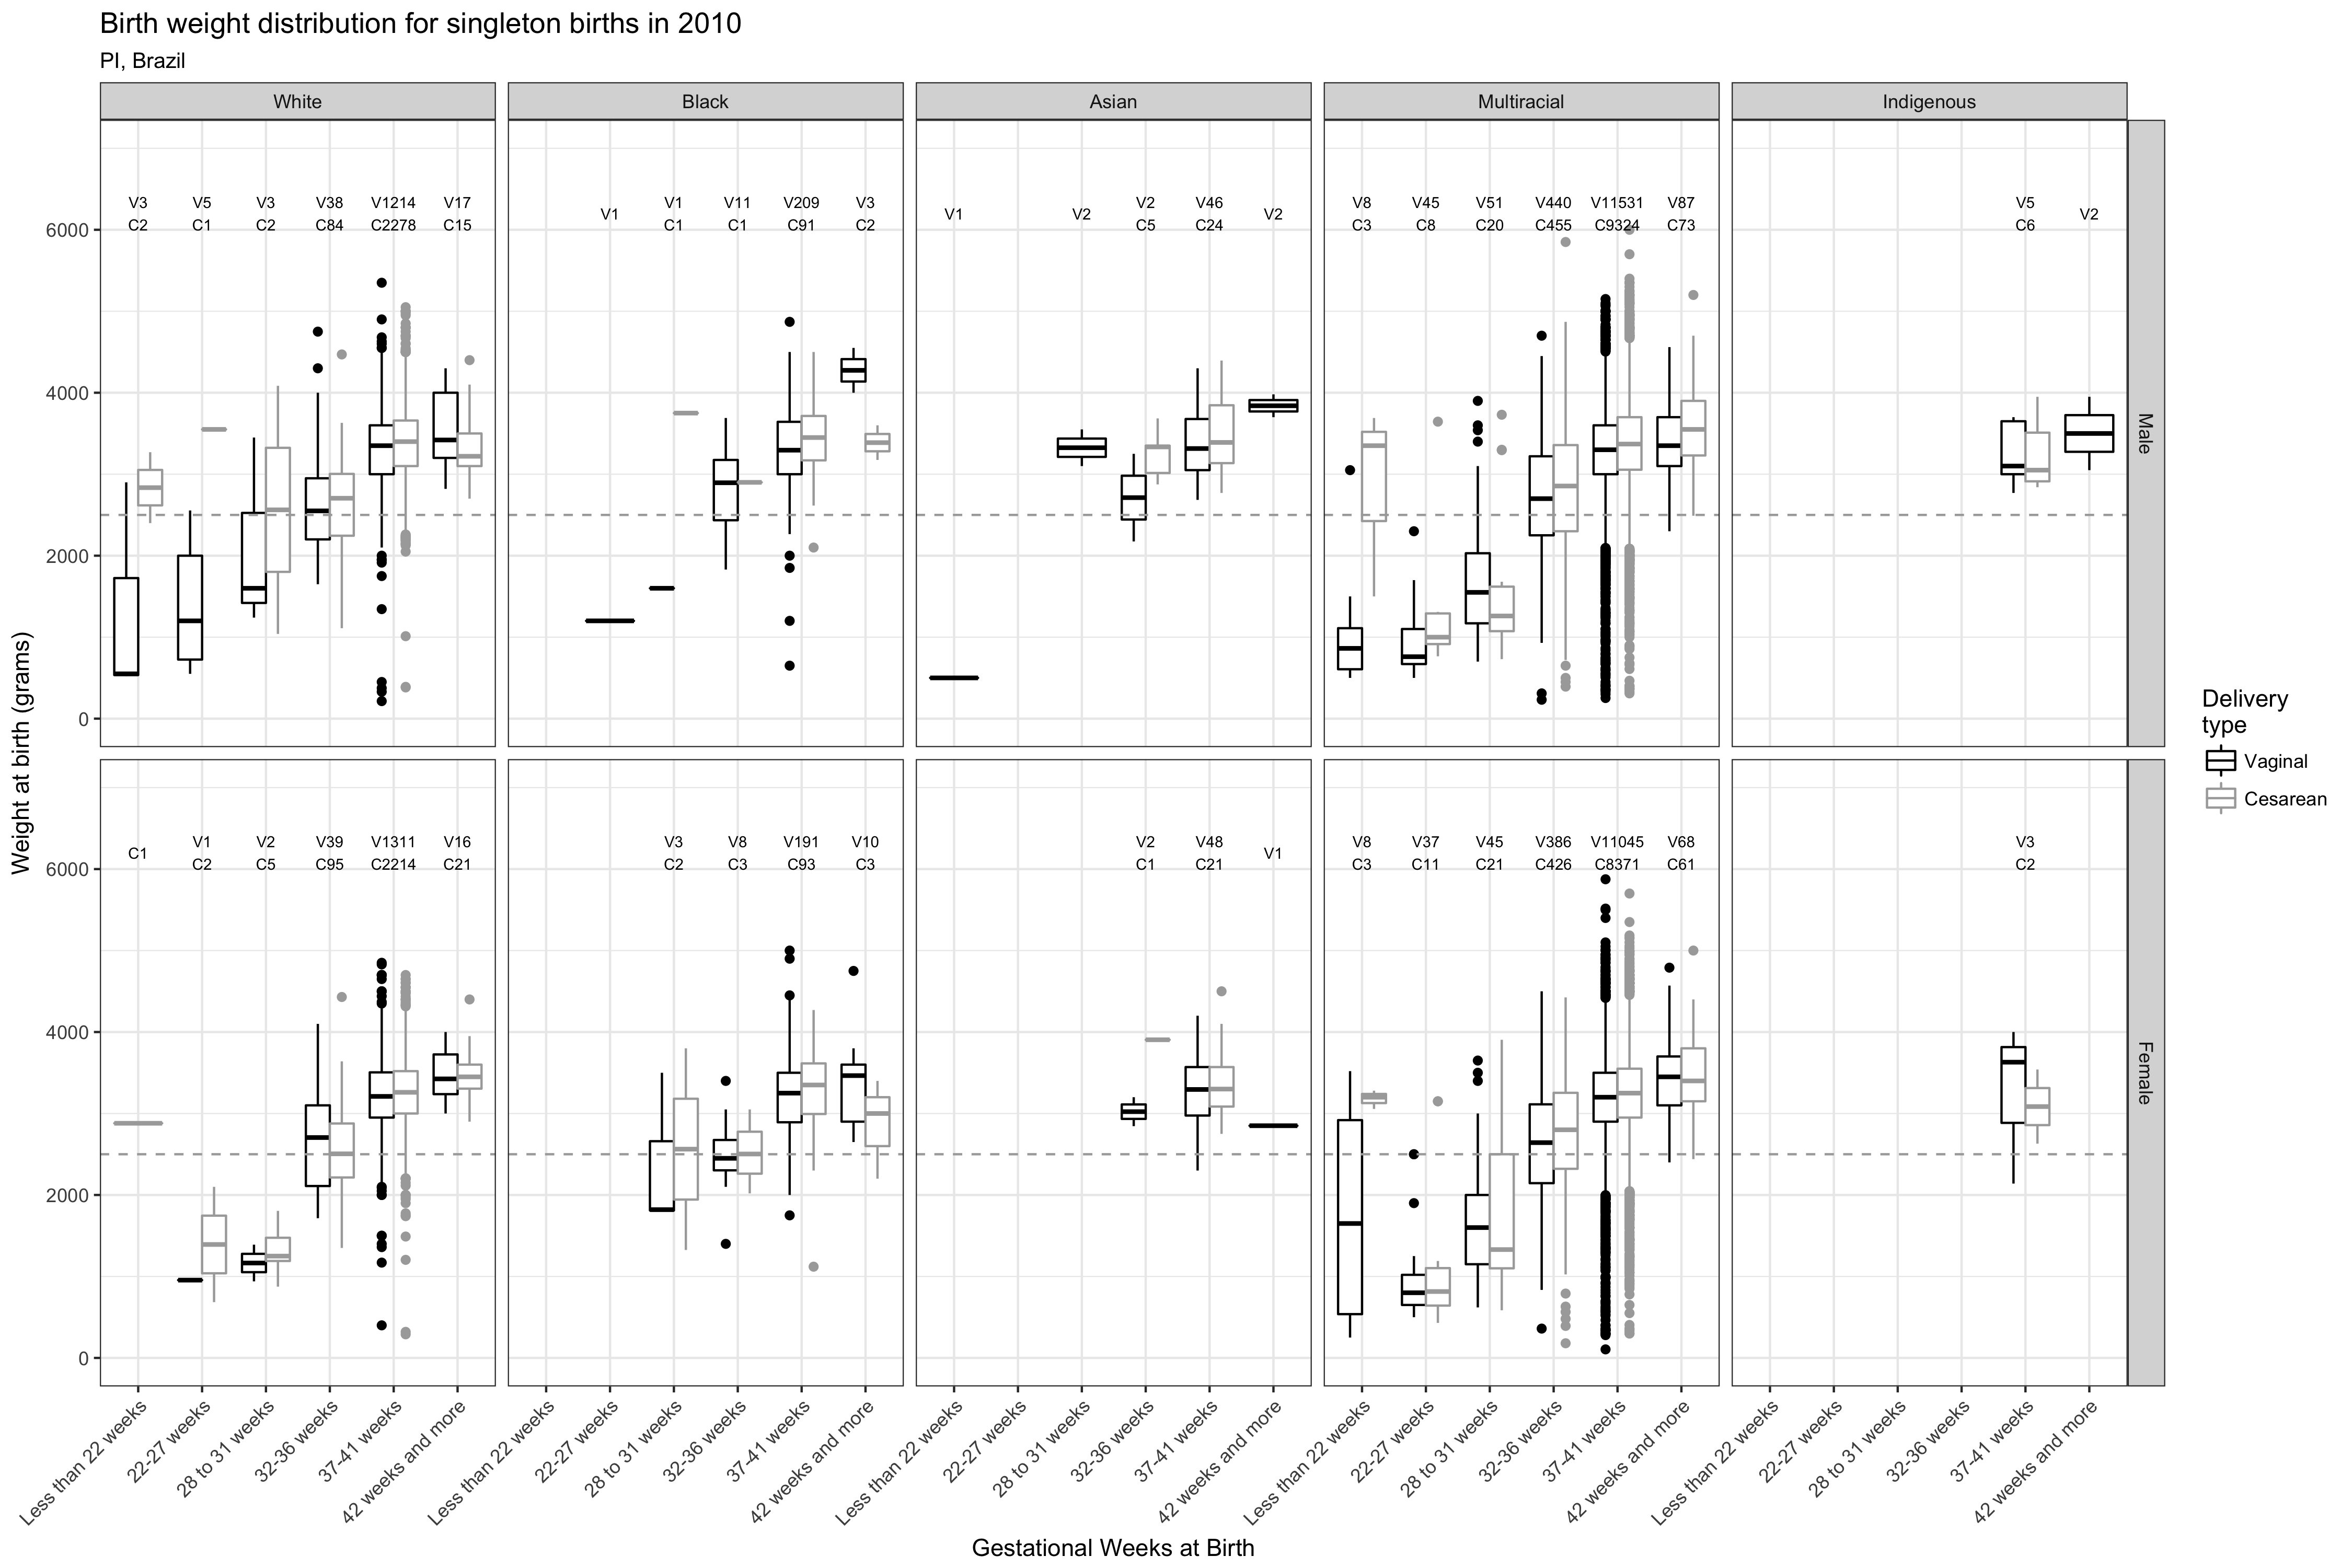 Birth weight distribution for singleton births in 2010
PI, Brazil
White Black Asian Multiracial Indigenous
V3 V5 V3 V38 V1214 V17
C2 C1 C2 C84 C2278 C15
V1 V1 V11 V209 V3
C1 C1 C91 C2
V1 V2 V2 V46 V2
C5 C24
V8 V45 V51 V440 V11531 V87
C3 C8 C20 C455 C9324 C73
V5 V2
C6
6000
4000
2000
0
Male
V1 V2 V39 V1311 V16
C1 C2 C5 C95 C2214 C21
V3 V8 V191 V10
C2 C3 C93 C3
V2 V48 V1
C1 C21
V8 V37 V45 V386 V11045 V68
C3 C11 C21 C426 C8371 C61
V3
C2
6000
4000
2000
0
Female
Weight at birth (grams)
Less than 22 weeks 22-27 weeks 28 to 31 weeks 32-36 weeks 37-41 weeks 42 weeks and more
Less than 22 weeks 22-27 weeks 28 to 31 weeks 32-36 weeks 37-41 weeks 42 weeks and more
Less than 22 weeks 22-27 weeks 28 to 31 weeks 32-36 weeks 37-41 weeks 42 weeks and more
Less than 22 weeks 22-27 weeks 28 to 31 weeks 32-36 weeks 37-41 weeks 42 weeks and more
Less than 22 weeks 22-27 weeks 28 to 31 weeks 32-36 weeks 37-41 weeks 42 weeks and more
Gestational Weeks at Birth
Delivery
type
Vaginal
Cesarean